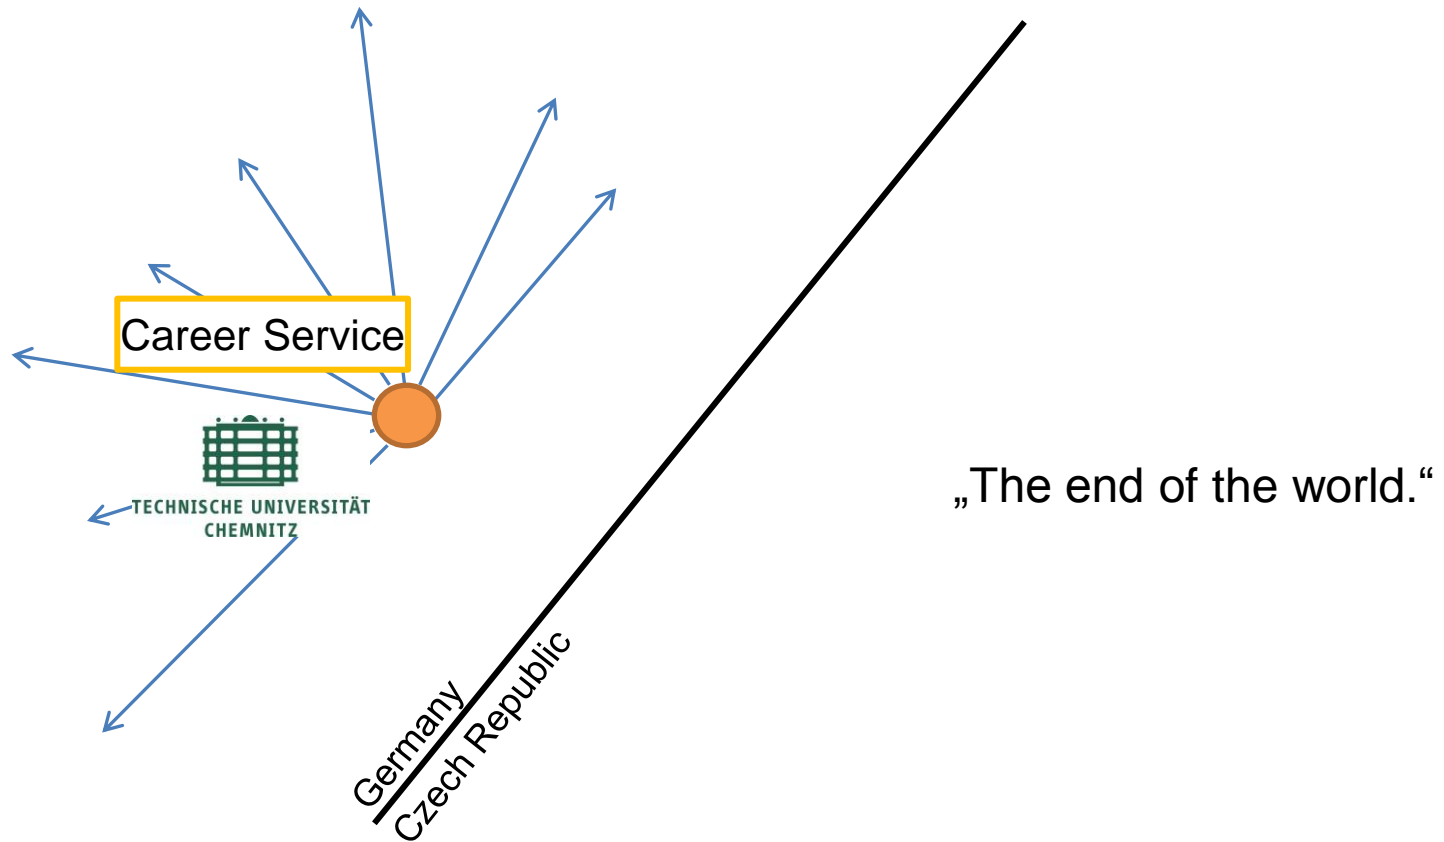 Career Service
TECHNISCHE UNIVERSITÄT
CHEMNITZ
„The end of the world.“
Germany
Czech Republic